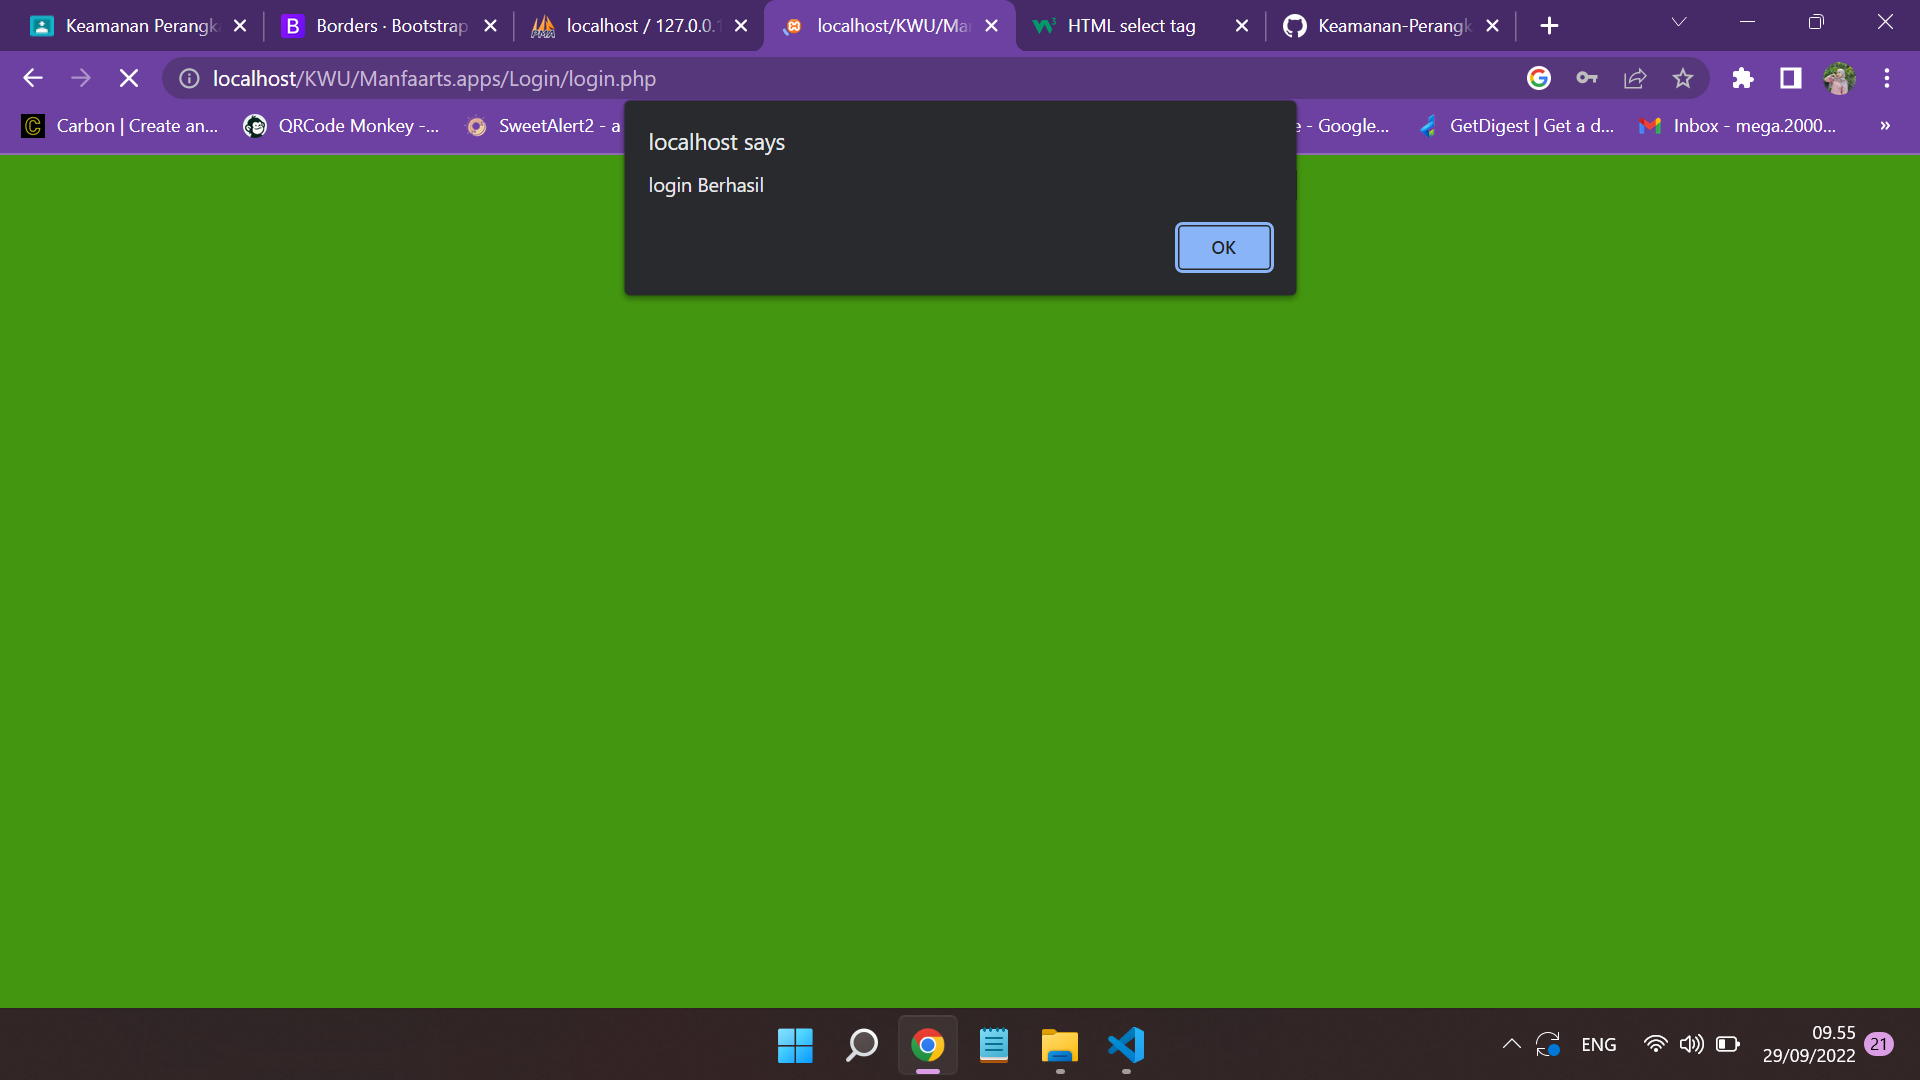 Keamanan Perangk
Borders · Bootstrap
localhost / 127.0.0.1
localhost/KWU/Ma
HTML select tag
Keamanan-Perangk
localhost/KWU/Manfaarts.apps/Login/login.php
Carbon | Create an...
QRCode Monkey -...
SweetAlert2 - a
e - Google...
GetDigest | Get a d...
Inbox - mega.2000...
»
localhost says
login Berhasil
OK
ENG
09.55
29/09/2022
21